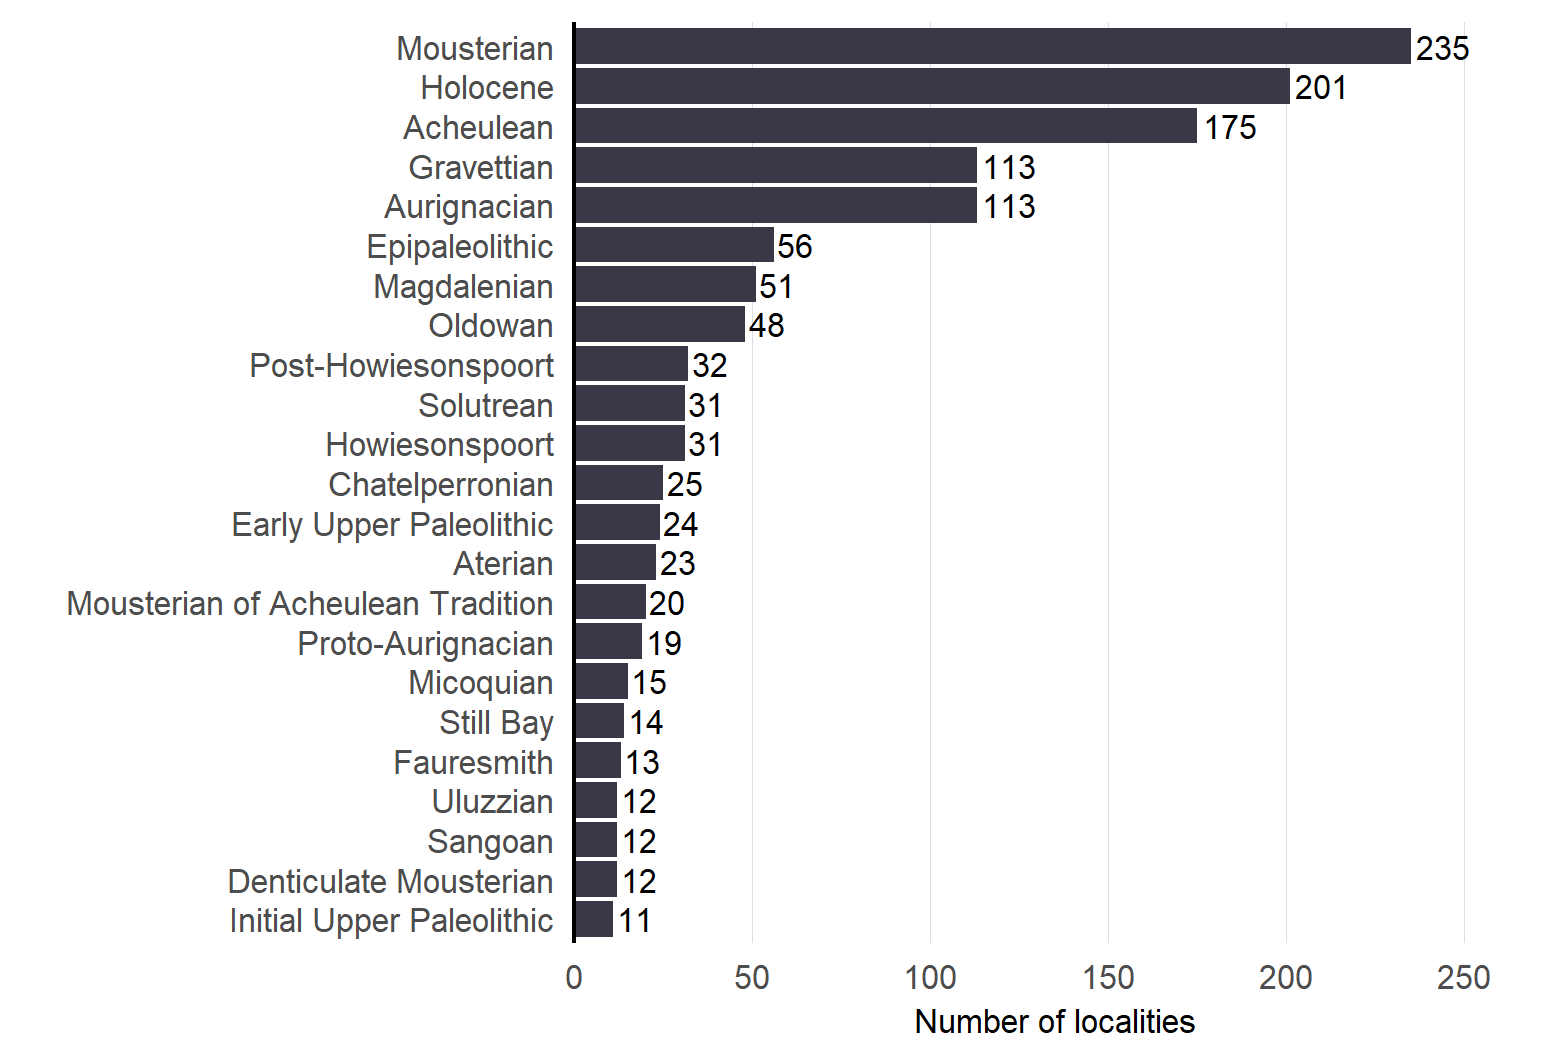 Mousterian 235
Holocene 201
Acheulean 175
Gravettian 113
Aurignacian 113
Epipaleolithic 56
Magdalenian 51
Oldowan 48
Post-Howiesonspoort 32
Solutrean 31
Howiesonspoort 31
Chatelperronian 25
Early Upper Paleolithic 24
Aterian 23
Mousterian of Acheulean Tradition 20
Proto-Aurignacian 19
Micoquian 15
Still Bay 14
Fauresmith 13
Uluzzian 12
Sangoan 12
Denticulate Mousterian 12
Initial Upper Paleolithic 11
0 50 100 150 200 250
Number of localities